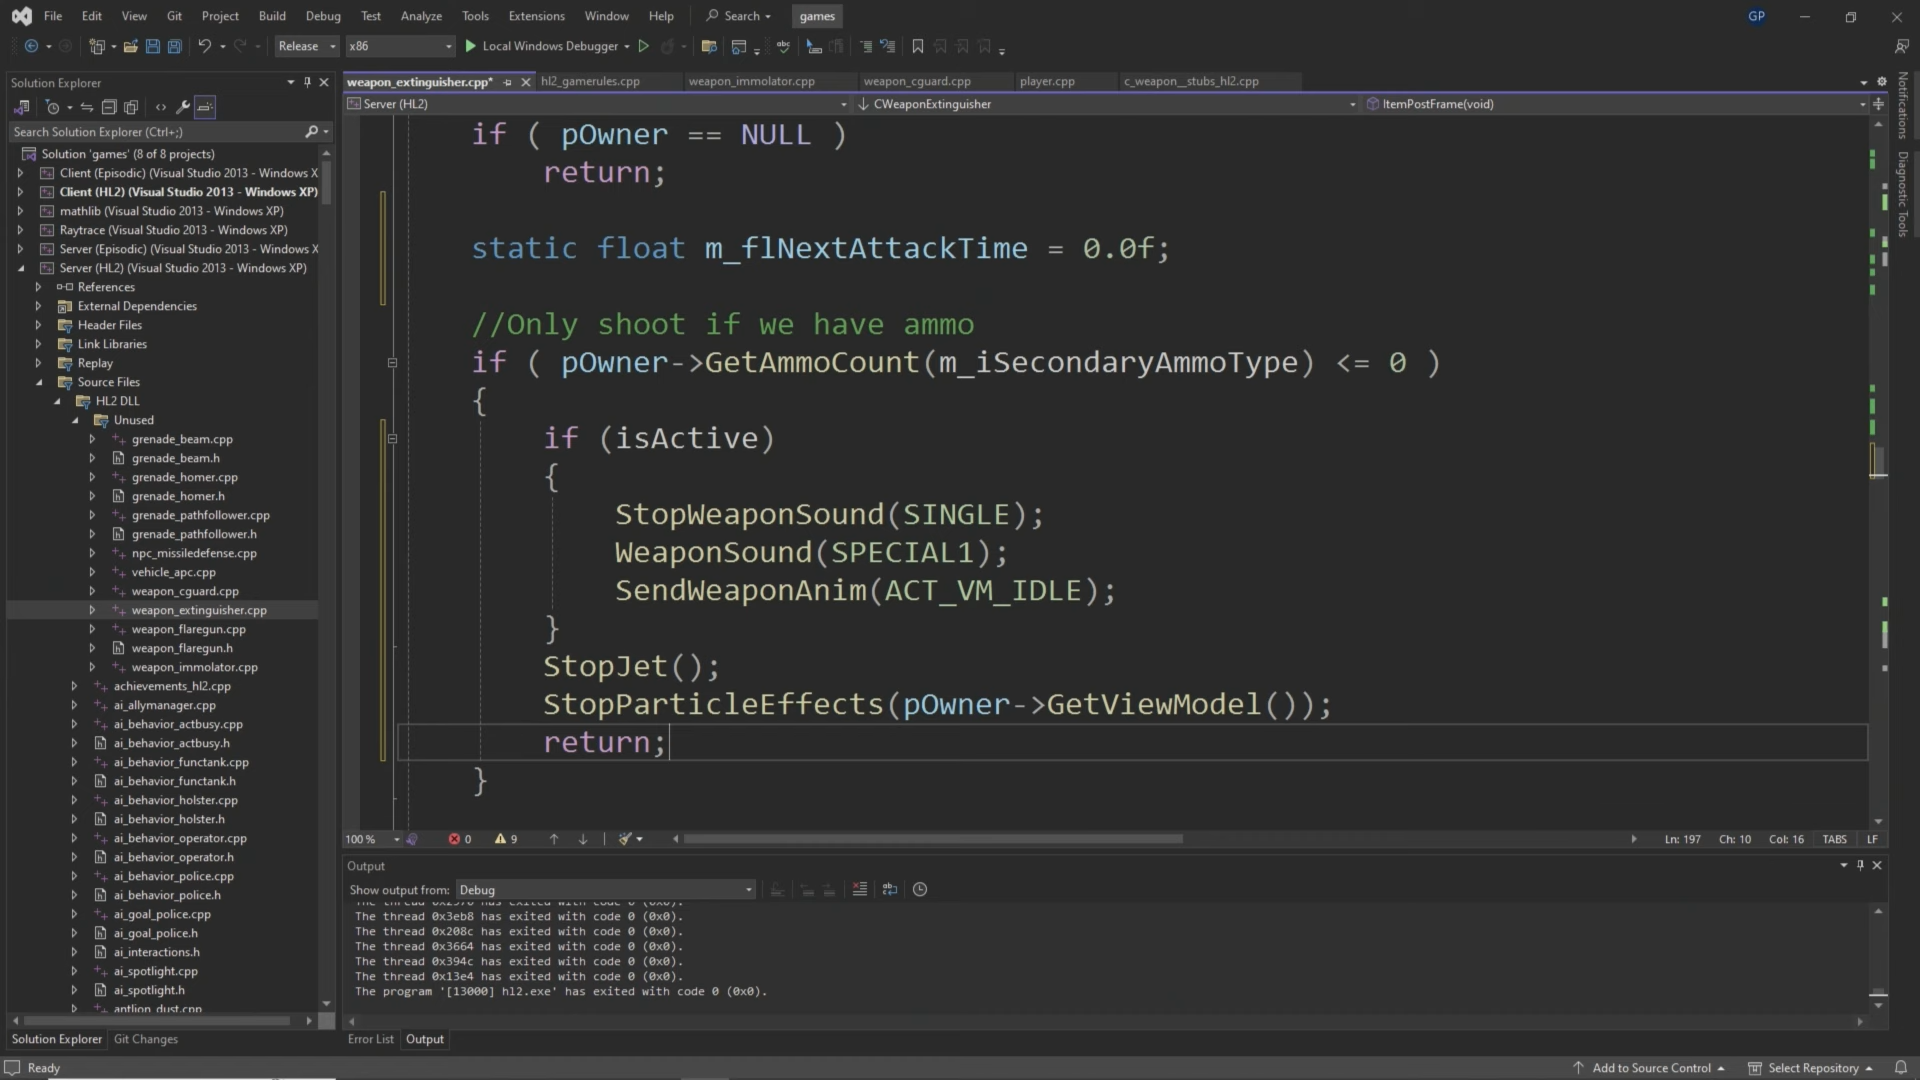 File Edit View Git Project Build Debug Test Analyze Tools Extensions Window Help Search games GP
Release x86 Local Windows Debugger
Solution Explorer
Search Solution Explorer (Ctrl+;)
Solution 'games' (8 of 8 projects)
Client (Episodic) (Visual Studio 2013 - Windows X
Client (HL2) (Visual Studio 2013 - Windows XP)
mathlib (Visual Studio 2013 - Windows XP)
Raytrace (Visual Studio 2013 - Windows XP)
Server (Episodic) (Visual Studio 2013 - Windows X
Server (HL2) (Visual Studio 2013 - Windows XP)
References
External Dependencies
Header Files
Link Libraries
Replay
Source Files
HL2 DLL
Unused
grenade_beam.cpp
grenade_beam.h
grenade_homer.cpp
grenade_homer.h
grenade_pathfollower.cpp
grenade_pathfollower.h
npc_missiledefense.cpp
vehicle_apc.cpp
weapon_cguard.cpp
weapon_extinguisher.cpp
weapon_flaregun.cpp
weapon_flaregun.h
weapon_immolator.cpp
achievements_hl2.cpp
ai_allymanager.cpp
ai_behavior_actbusy.cpp
ai_behavior_actbusy.h
ai_behavior_functank.cpp
ai_behavior_functank.h
ai_behavior_holster.cpp
ai_behavior_holster.h
ai_behavior_operator.cpp
ai_behavior_operator.h
ai_behavior_police.cpp
ai_behavior_police.h
ai_goal_police.cpp
ai_goal_police.h
ai_interactions.h
ai_spotlight.cpp
ai_spotlight.h
antlion_dust.cpp
Solution Explorer Git Changes
weapon_extinguisher.cpp* hl2_gamerules.cpp weapon_immolator.cpp weapon_cguard.cpp player.cpp c_weapon__stubs_hl2.cpp
Server (HL2) CWeaponExtinguisher ItemPostFrame(void)
if ( pOwner == NULL )
return;
static float m_flNextAttackTime = 0.0f;
//Only shoot if we have ammo
if ( pOwner->GetAmmoCount(m_iSecondaryAmmoType) <= 0 )
{
if (isActive)
{
StopWeaponSound(SINGLE);
WeaponSound(SPECIAL1);
SendWeaponAnim(ACT_VM_IDLE);
}
StopJet();
StopParticleEffects(pOwner->GetViewModel());
return;
}
100 % 0 9 Ln: 197 Ch: 10 Col: 16 TABS LF
Output
Show output from: Debug
The thread 0x3eb8 has exited with code 0 (0x0).
The thread 0x208c has exited with code 0 (0x0).
The thread 0x3664 has exited with code 0 (0x0).
The thread 0x394c has exited with code 0 (0x0).
The thread 0x13e4 has exited with code 0 (0x0).
The program '[13000] hl2.exe' has exited with code 0 (0x0).
Error List Output
Notifications
Diagnostic Tools
Ready Add to Source Control Select Repository